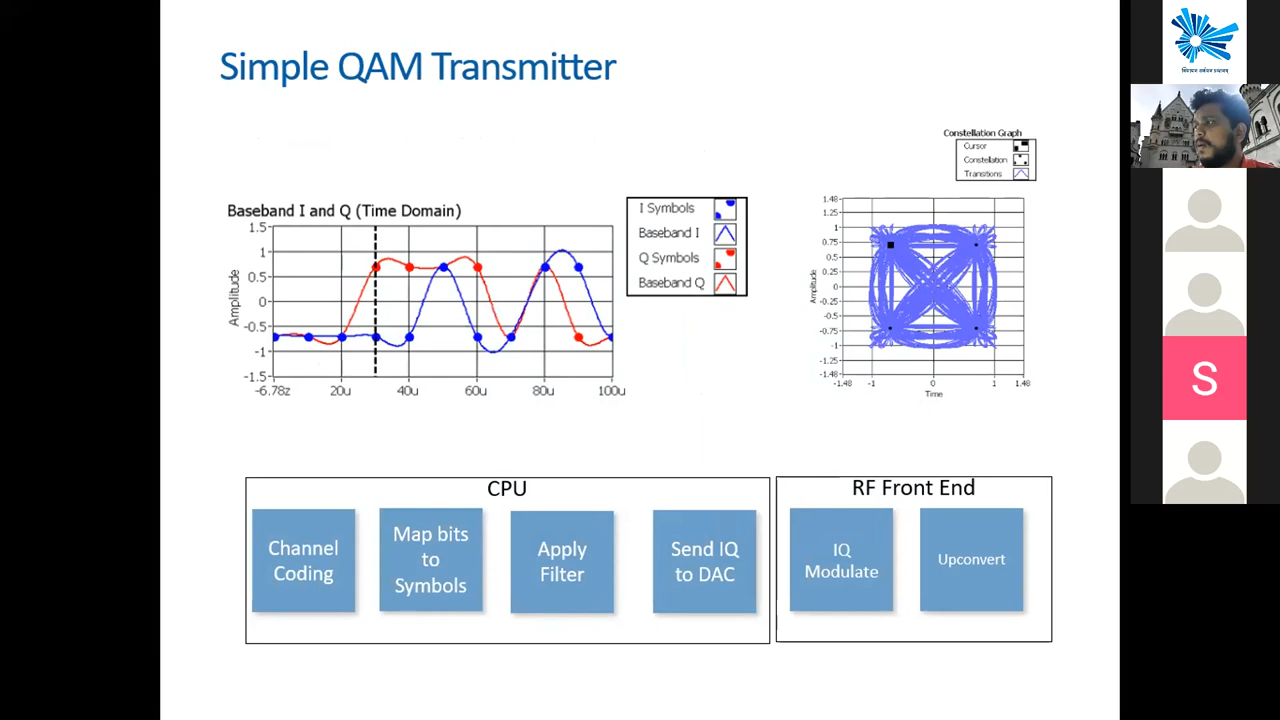 Simple QAM Transmitter
Constellation Graph
Cursor
Constellation
Transitions
Baseband I and Q (Time Domain)
I Symbols
Baseband I
Q Symbols
Baseband Q
Amplitude
1.5
1
0.5
0
-0.5
-1
-1.5
-6.78z 20u 40u 60u 80u 100u
Amplitude
1.48
1.25
1
0.75
0.5
0.25
0
-0.25
-0.5
-0.75
-1
-1.25
-1.48
-1.48 -1 0 1 1.48
Time
S
CPU
Channel
Coding
Map bits
to
Symbols
Apply
Filter
Send IQ
to DAC
RF Front End
IQ
Modulate
Upconvert